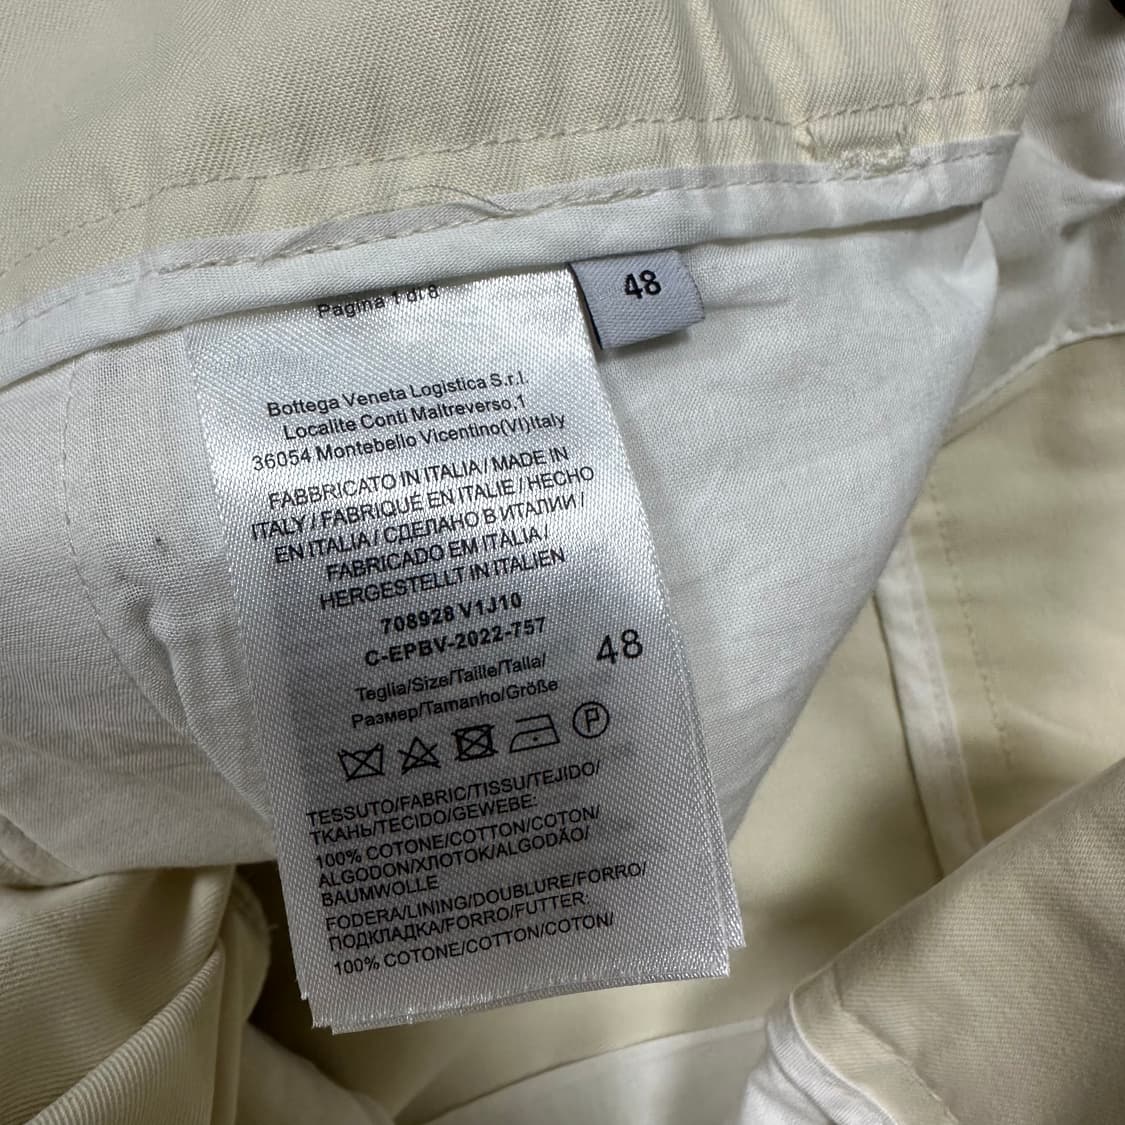 48
Pagina 1 di 8
Bottega Veneta Logistica S.r.l.
Localite Conti Maltreverso,1
36054 Montebello Vicentino(VI)Italy
FABBRICATO IN ITALIA / MADE IN
ITALY / FABRIQUÉ EN ITALIE / HECHO
EN ITALIA / СДЕЛАНО В ИТАЛИИ /
FABRICADO EM ITÁLIA /
HERGESTELLT IN ITALIEN
708928 V1J10
C-EPBV-2022-757
Teglia/Size/Taille/Talla/
Размер/Tamanho/Größe
48
P
TESSUTO/FABRIC/TISSU/TEJIDO/
ТКАНЬ/TECIDO/GEWEBE:
100% COTONE/COTTON/COTON/
ALGODON/ХЛОТОК/ALGODÃO/
BAUMWOLLE
FODERA/LINING/DOUBLURE/FORRO/
ПОДКЛАДКА/FORRO/FUTTER:
100% COTONE/COTTON/COTON/